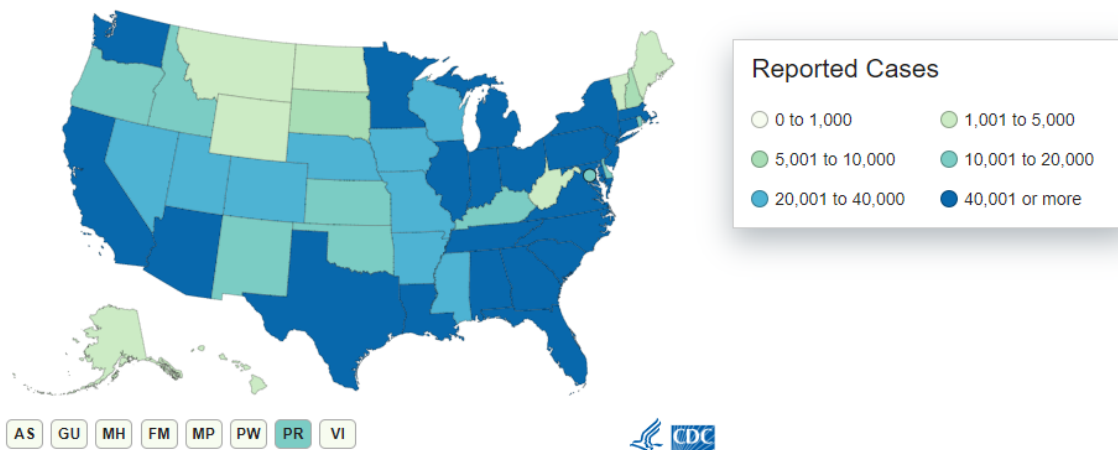 Reported Cases
0 to 1,000
1,001 to 5,000
5,001 to 10,000
10,001 to 20,000
20,001 to 40,000
40,001 or more
AS GU MH FM MP PW PR VI
CDC